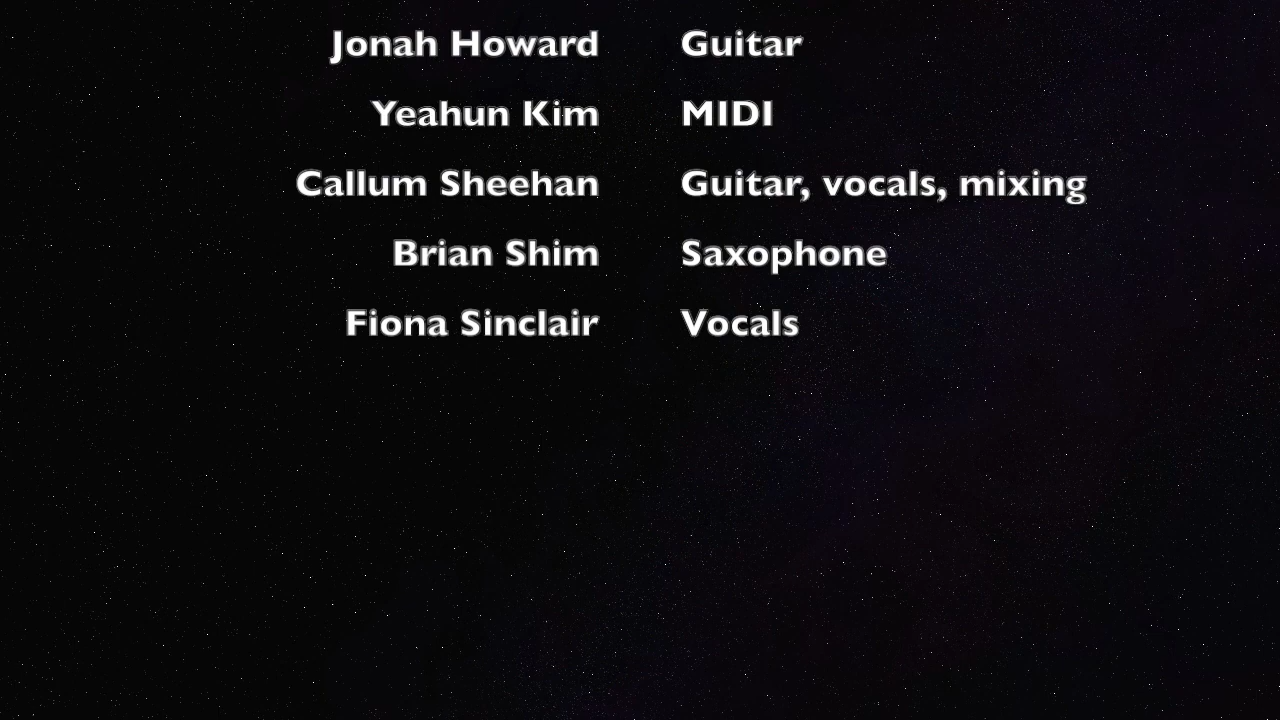 Jonah Howard Guitar
Yeahun Kim MIDI
Callum Sheehan Guitar, vocals, mixing
Brian Shim Saxophone
Fiona Sinclair Vocals